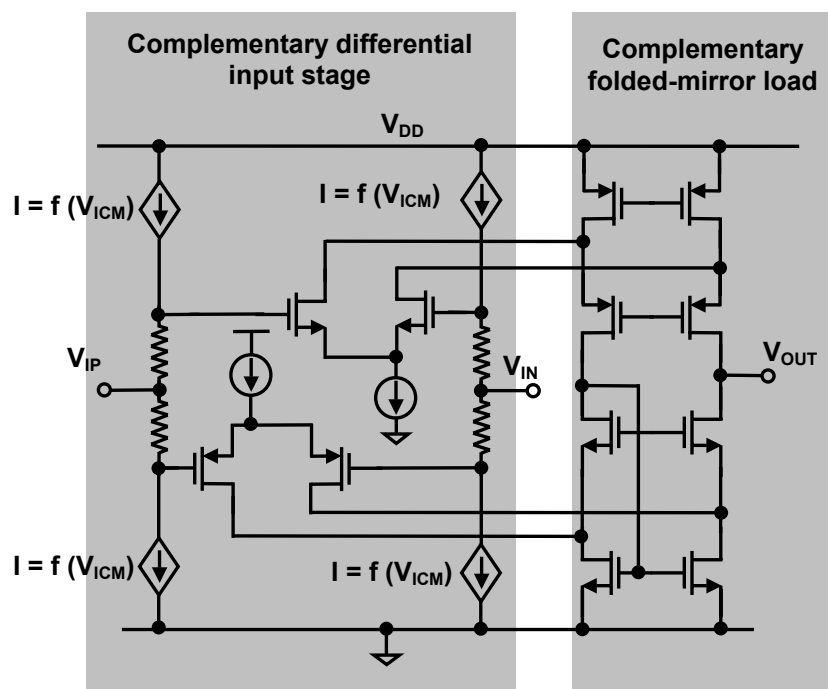 Complementary differential
input stage
Complementary
folded-mirror load
VDD
I = f (VICM)
I = f (VICM)
VIP
VIN
VOUT
I = f (VICM)
I = f (VICM)